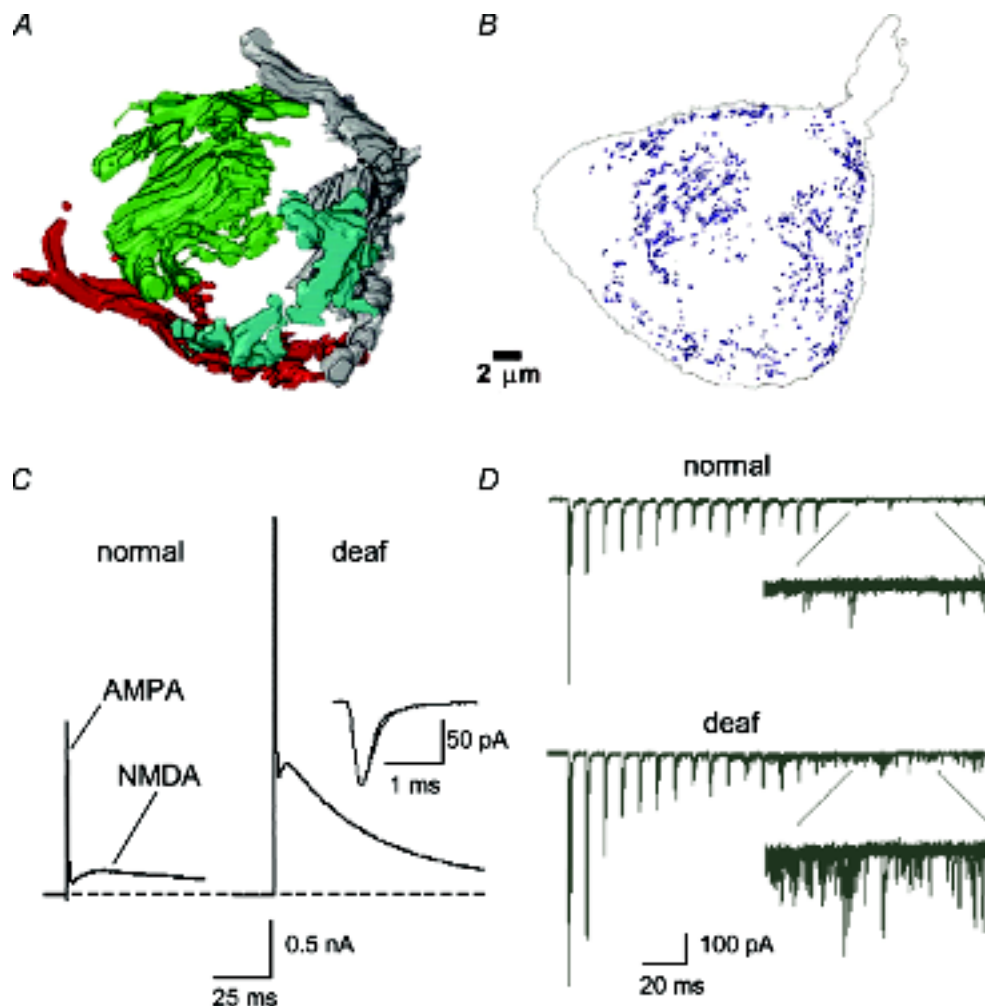 A
B
2 μm
C
normal
deaf
AMPA
NMDA
50 pA
1 ms
0.5 nA
25 ms
D
normal
deaf
100 pA
20 ms